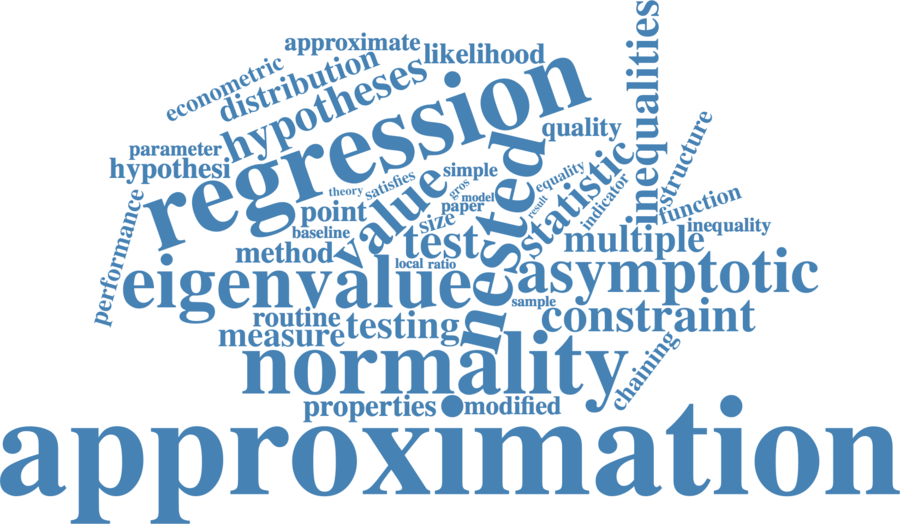 inequalities
approximate
likelihood
econometric
distribution
hypotheses
regression
quality
structure
parameter
hypothesi
theory
satisfies
simple
gros
model
equality
nested
statistic
indicator
result
performance
point
value
size
paper
function
inequality
baseline
test
multiple
method
local ratio
eigenvalue
asymptotic
sample
routine
constraint
measure
testing
normality
chaining
properties
modified
approximation